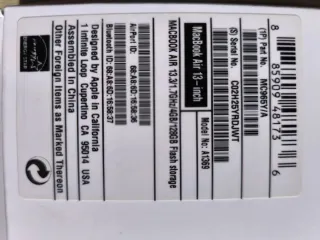 MacBook Air 13-inch
Model No: A1369
MACBOOK AIR 13.3/1.7GHz/4GB/128GB Flash storage
(1P) Part No. MC965Y/A
(S) Serial No. C02H25YRDJWT
8 85909 48173 6
AirPort ID:
Bluetooth ID:
Designed by Apple in California
1 Infinite Loop, Cupertino CA 95014 USA
Assembled In China
Other Foreign Items as Marked Thereon